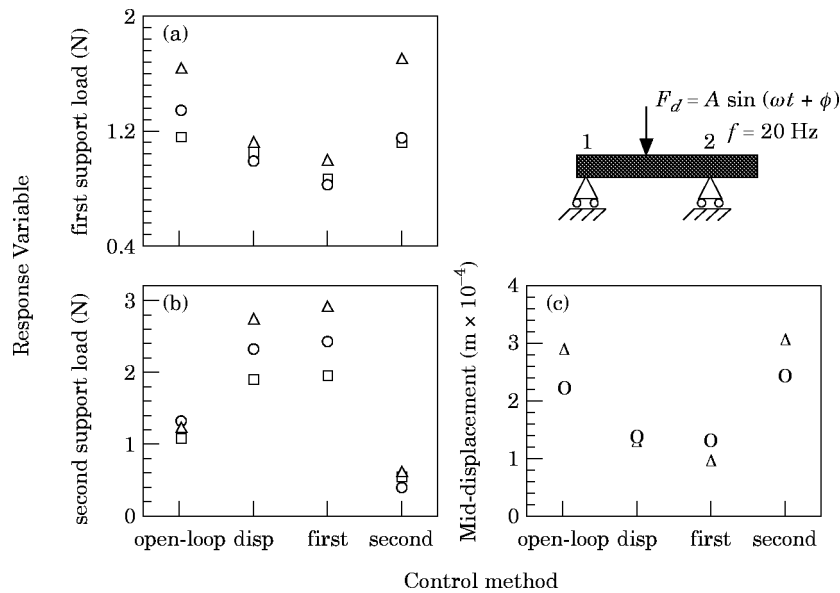 Response Variable
first support load (N)
2
1.2
0.4
(a)
F_d = A sin (ωt + ϕ)
f = 20 Hz
1
2
second support load (N)
3
2
1
0
(b)
open-loop
disp
first
second
Mid-displacement (m × 10⁻⁴)
4
3
2
1
0
(c)
open-loop
disp
first
second
Control method